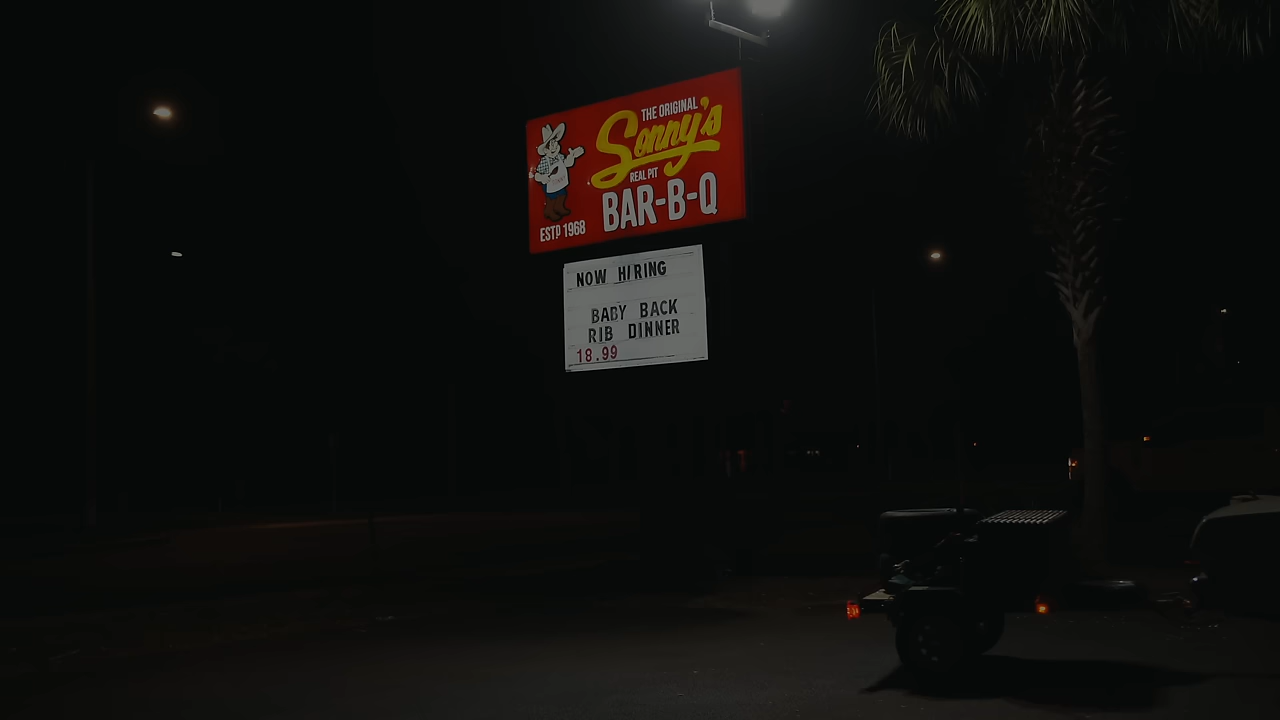 THE ORIGINAL
Sonny's
REAL PIT
BAR-B-Q
ESTD 1968
NOW HIRING
BABY BACK
RIB DINNER
18.99